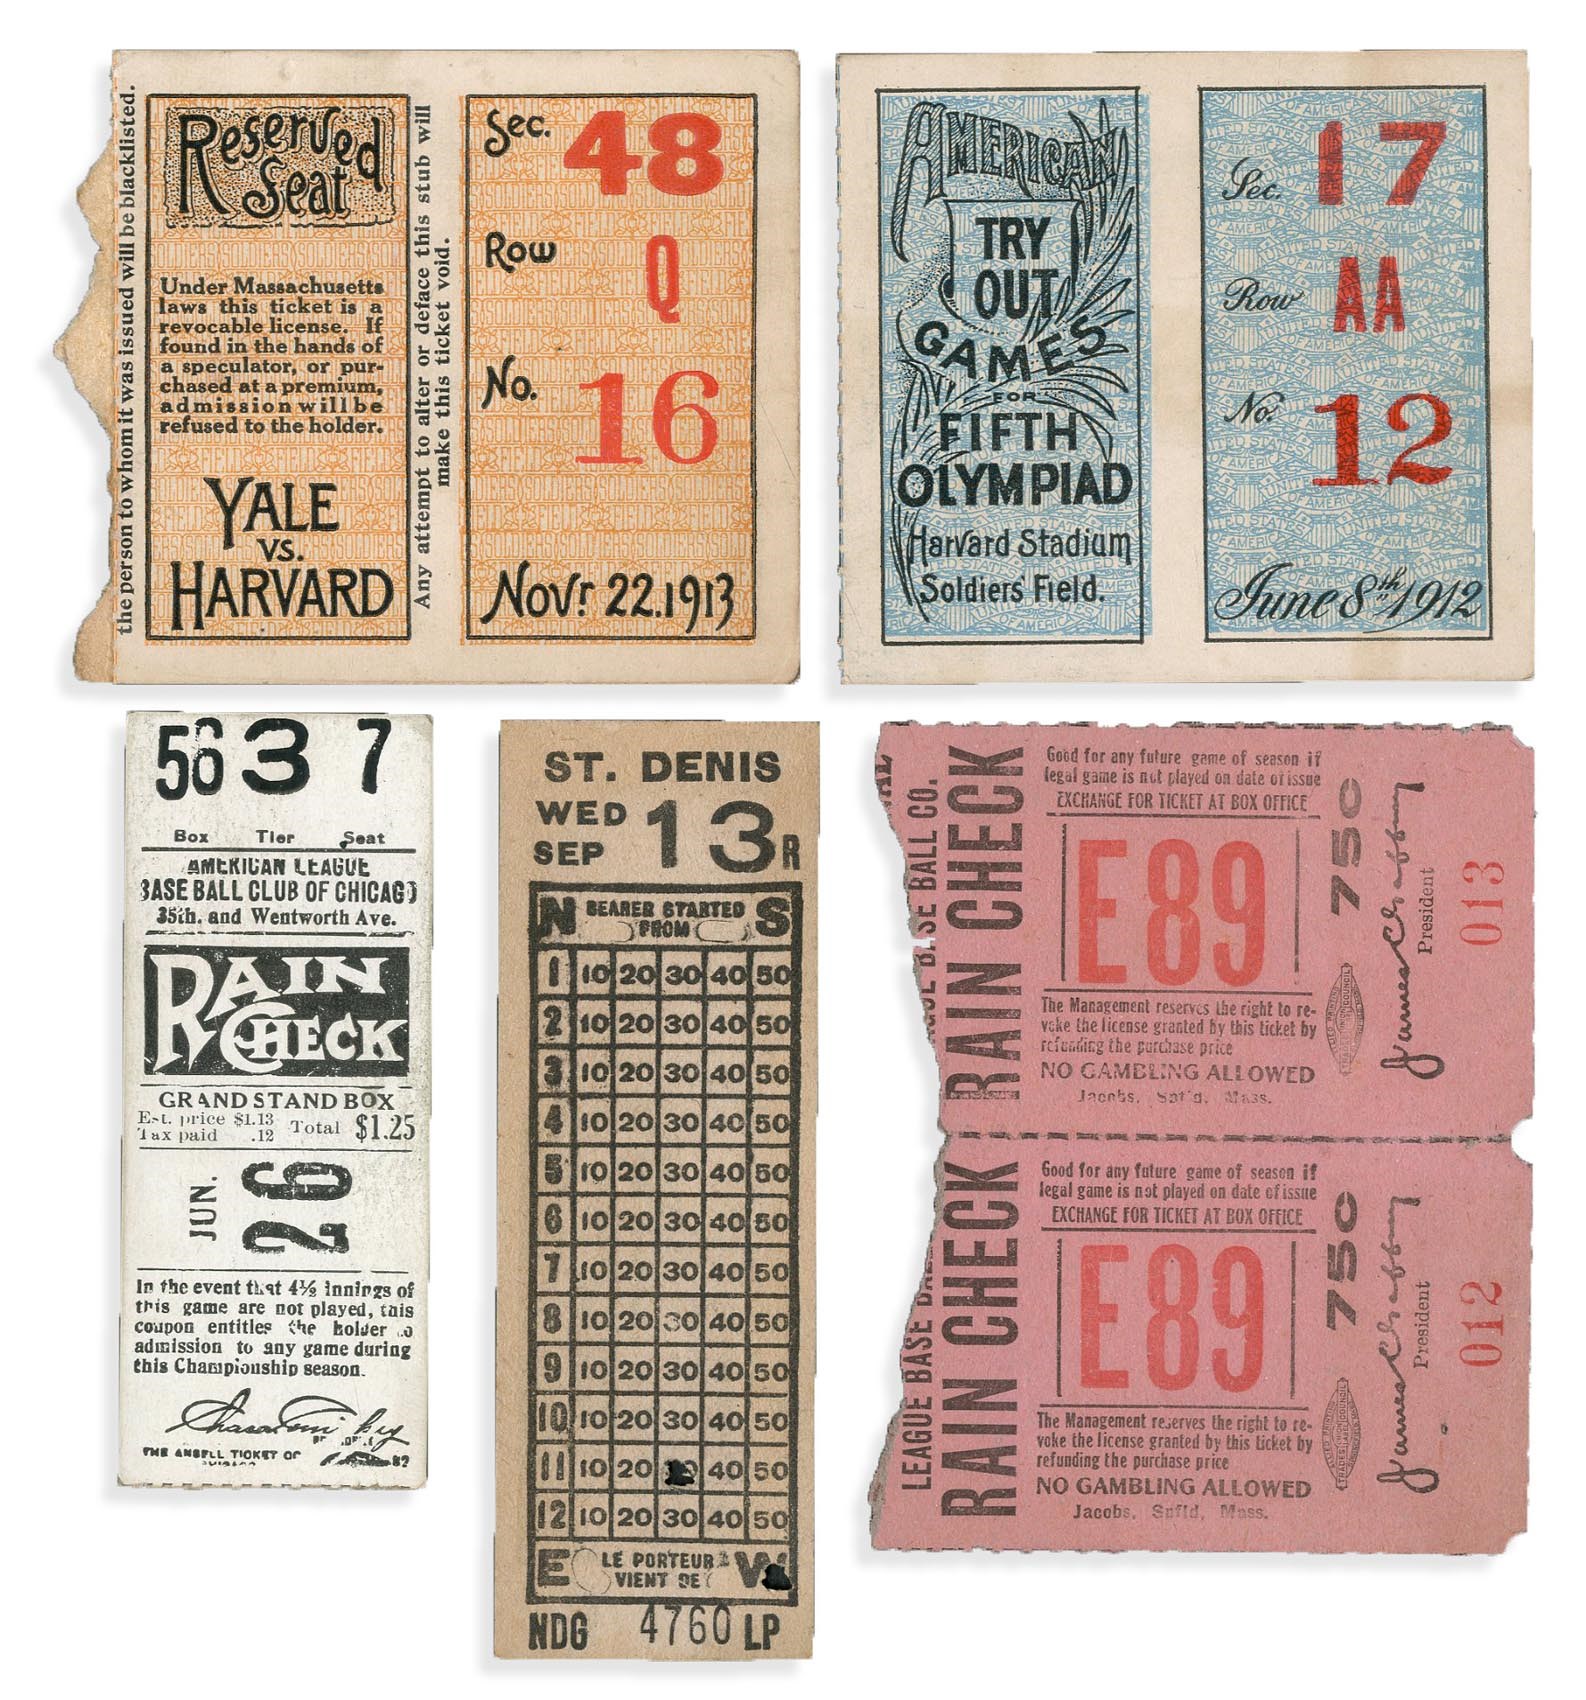 the person to whom it was issued will be blacklisted.
Reserved
Seat
Under Massachusetts
laws this ticket is a
revocable license. If
found in the hands of
a speculator, or pur-
chased at a premium,
admission will be
refused to the holder.
YALE
VS.
HARVARD
Any attempt to alter or deface this stub will
make this ticket void.
Sec. 48
Row Q
No. 16
Novr. 22. 1913
AMERICAN
TRY
OUT
GAMES
FOR
FIFTH
OLYMPIAD
Harvard Stadium
Soldiers' Field.
Sec. 17
Row AA
No. 12
June 8th 1912
56 3 7
Box Tier Seat
AMERICAN LEAGUE
BASE BALL CLUB OF CHICAGO
35th. and Wentworth Ave.
RAIN
CHECK
GRAND STAND BOX
Est. price $1.13
Tax paid .12
Total $1.25
JUN. 26
In the event that 4½ innings of
this game are not played, this
coupon entitles the holder to
admission to any game during
this Championship season.
THE ANSELL TICKET CO
CHICAGO
82
ST. DENIS
WED
SEP
13 R
N BEARER STARTED S
FROM
1 10 20 30 40 50
2 10 20 30 40 50
3 10 20 30 40 50
4 10 20 30 40 50
5 10 20 30 40 50
6 10 20 30 40 50
7 10 20 30 40 50
8 10 20 30 40 50
9 10 20 30 40 50
10 10 20 30 40 50
11 10 20 40 50
12 10 20 30 40 50
E LE PORTEUR W
VIENT DE
NDG 4760 LP
BASE BALL CO.
RAIN CHECK
Good for any future game of season if
legal game is not played on date of issue
EXCHANGE FOR TICKET AT BOX OFFICE
E89
The Management reserves the right to re-
voke the license granted by this ticket by
refunding the purchase price
NO GAMBLING ALLOWED
Jacobs, Spf'd, Mass.
750
President
013
LEAGUE BASE BALL
RAIN CHECK
Good for any future game of season if
legal game is not played on date of issue
EXCHANGE FOR TICKET AT BOX OFFICE
E89
The Management reserves the right to re-
voke the license granted by this ticket by
refunding the purchase price
NO GAMBLING ALLOWED
Jacobs, Spf'd, Mass.
750
President
012